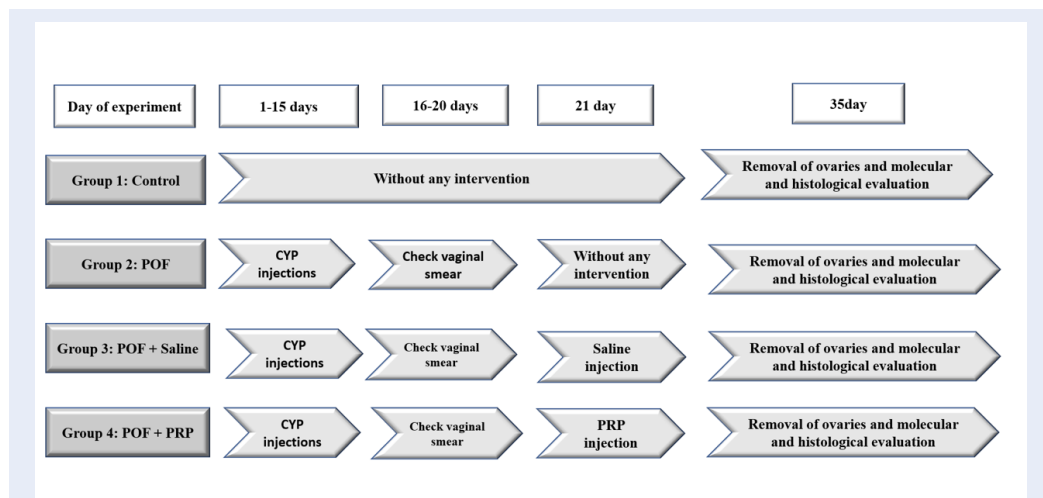 Day of experiment
1-15 days
16-20 days
21 day
35day
Group 1: Control
Without any intervention
Removal of ovaries and molecular
and histological evaluation
Group 2: POF
CYP
injections
Check vaginal
smear
Without any
intervention
Removal of ovaries and molecular
and histological evaluation
Group 3: POF + Saline
CYP
injections
Check vaginal
smear
Saline
injection
Removal of ovaries and molecular
and histological evaluation
Group 4: POF + PRP
CYP
injections
Check vaginal
smear
PRP
injection
Removal of ovaries and molecular
and histological evaluation